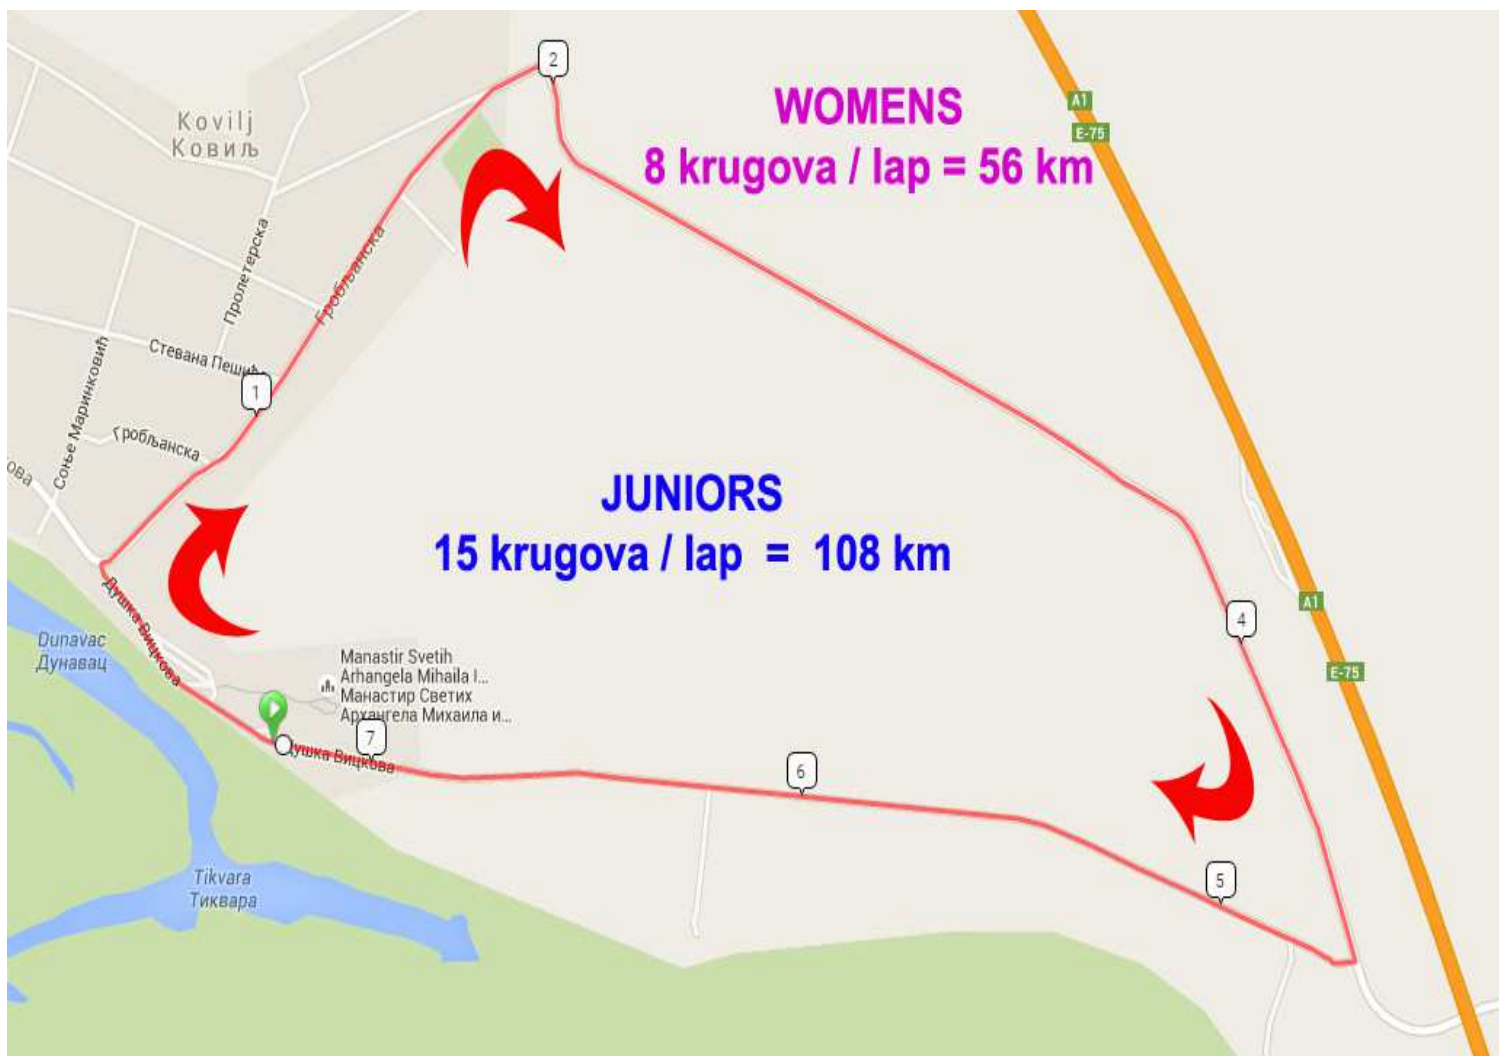 2
A1
WOMENS
E-75
8 krugova / lap = 56 km
Kovilj
Ковиљ
Пролетерска
Гробљанска
Стевана Пешића
1
Соње Маринковић
Гробљанска
ова
JUNIORS
15 krugova / lap = 108 km
Душка Вицкова
A1
4
E-75
Dunavac
Дунавац
Manastir Svetih
Arhangela Mihaila I...
Манастир Светих
Архангела Михаила и...
7
Душка Вицкова
6
5
Tikvara
Тиквара